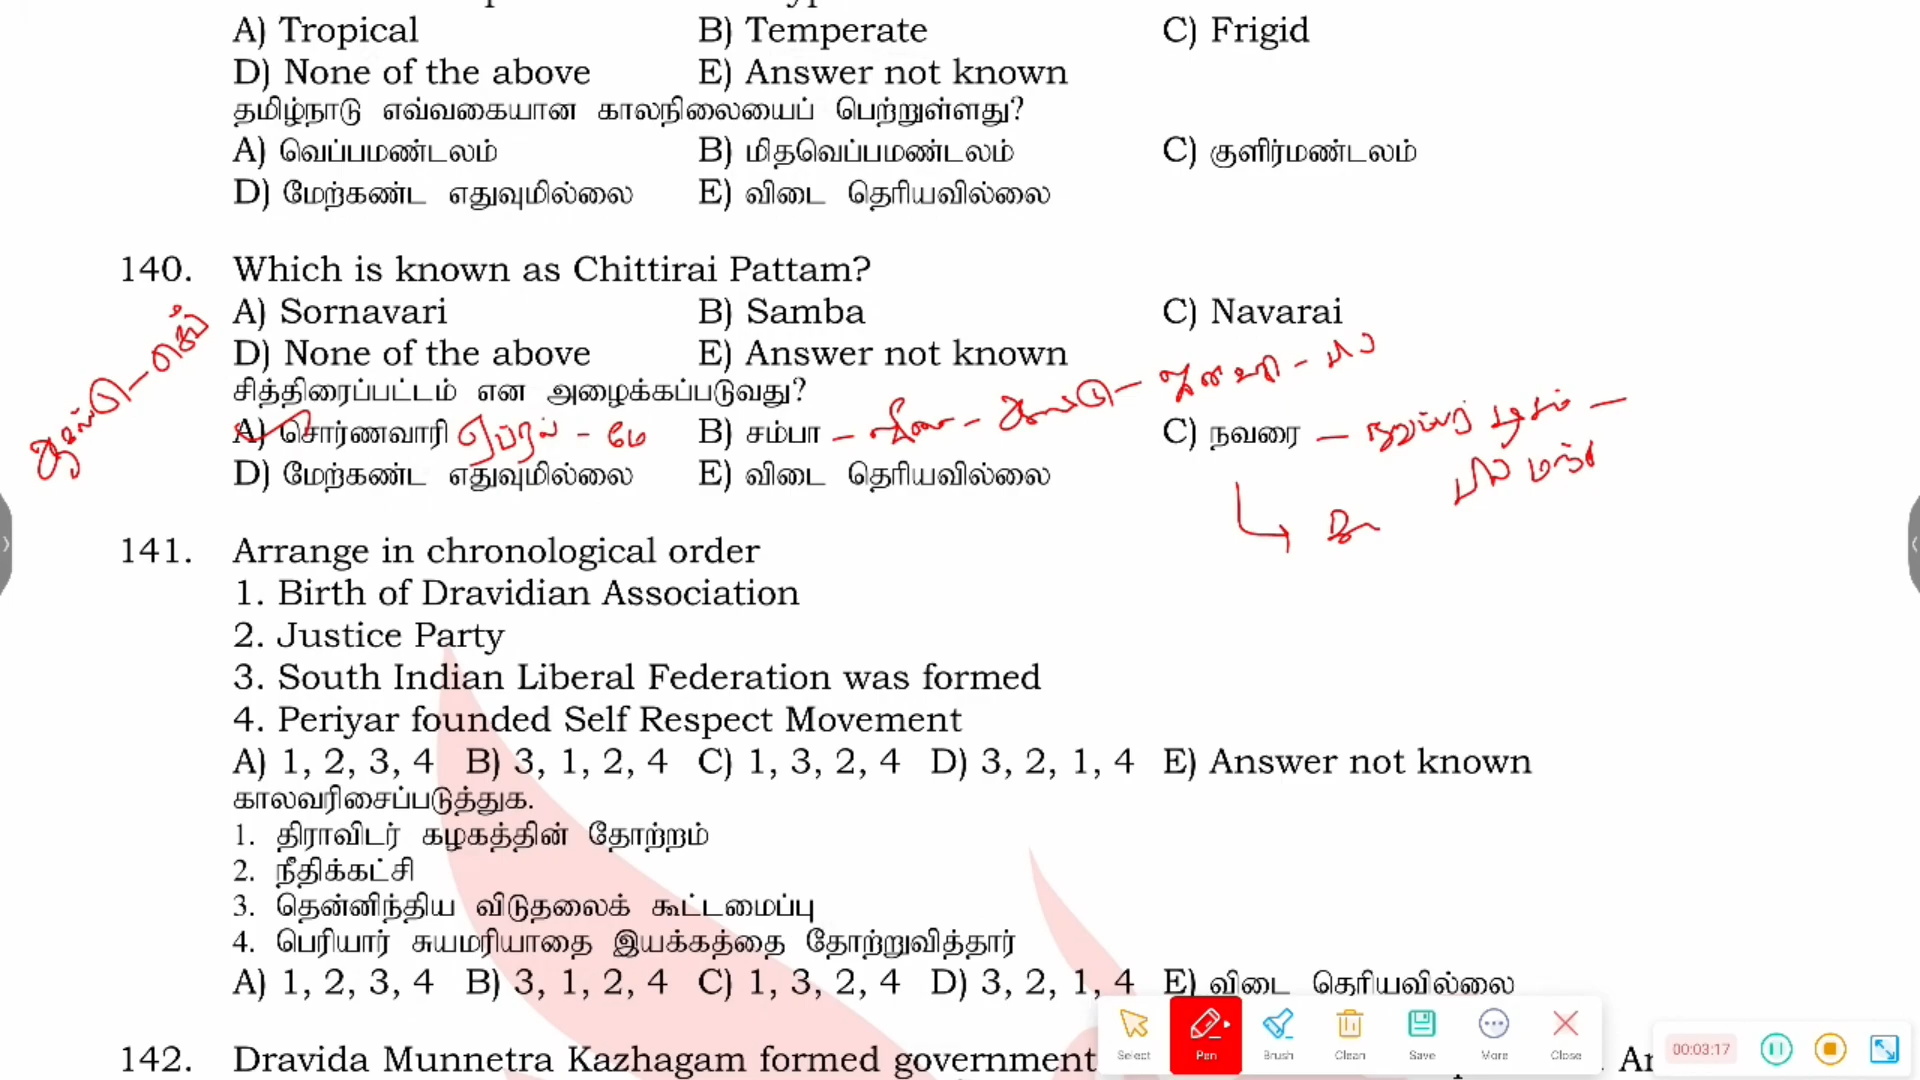 A) Tropical B) Temperate C) Frigid
D) None of the above E) Answer not known
தமிழ்நாடு எவ்வகையான காலநிலையைப் பெற்றுள்ளது?
A) வெப்பமண்டலம் B) மிதவெப்பமண்டலம் C) குளிர்மண்டலம்
D) மேற்கண்ட எதுவுமில்லை E) விடை தெரியவில்லை
140. Which is known as Chittirai Pattam?
A) Sornavari B) Samba C) Navarai
D) None of the above E) Answer not known
சித்திரைப்பட்டம் என அழைக்கப்படுவது?
A) சொர்ணவாரி ஏப்ரல் - மே B) சம்பா C) நவரை
D) மேற்கண்ட எதுவுமில்லை E) விடை தெரியவில்லை
141. Arrange in chronological order
1. Birth of Dravidian Association
2. Justice Party
3. South Indian Liberal Federation was formed
4. Periyar founded Self Respect Movement
A) 1, 2, 3, 4 B) 3, 1, 2, 4 C) 1, 3, 2, 4 D) 3, 2, 1, 4 E) Answer not known
காலவரிசைப்படுத்துக.
1. திராவிடர் கழகத்தின் தோற்றம்
2. நீதிக்கட்சி
3. தென்னிந்திய விடுதலைக் கூட்டமைப்பு
4. பெரியார் சுயமரியாதை இயக்கத்தை தோற்றுவித்தார்
A) 1, 2, 3, 4 B) 3, 1, 2, 4 C) 1, 3, 2, 4 D) 3, 2, 1, 4 E) விடை தெரியவில்லை
142. Dravida Munnetra Kazhagam formed government
Select Pen Brush Clean Save More Close
00:03:17